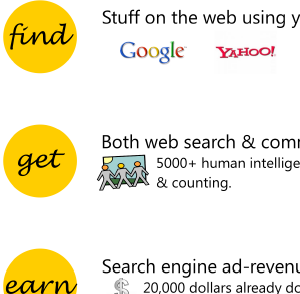 find
Stuff on the web using y
Google YAHOO!
get
Both web search & comm
5000+ human intellige
& counting.
earn
Search engine ad-revenu
$ 20,000 dollars already do